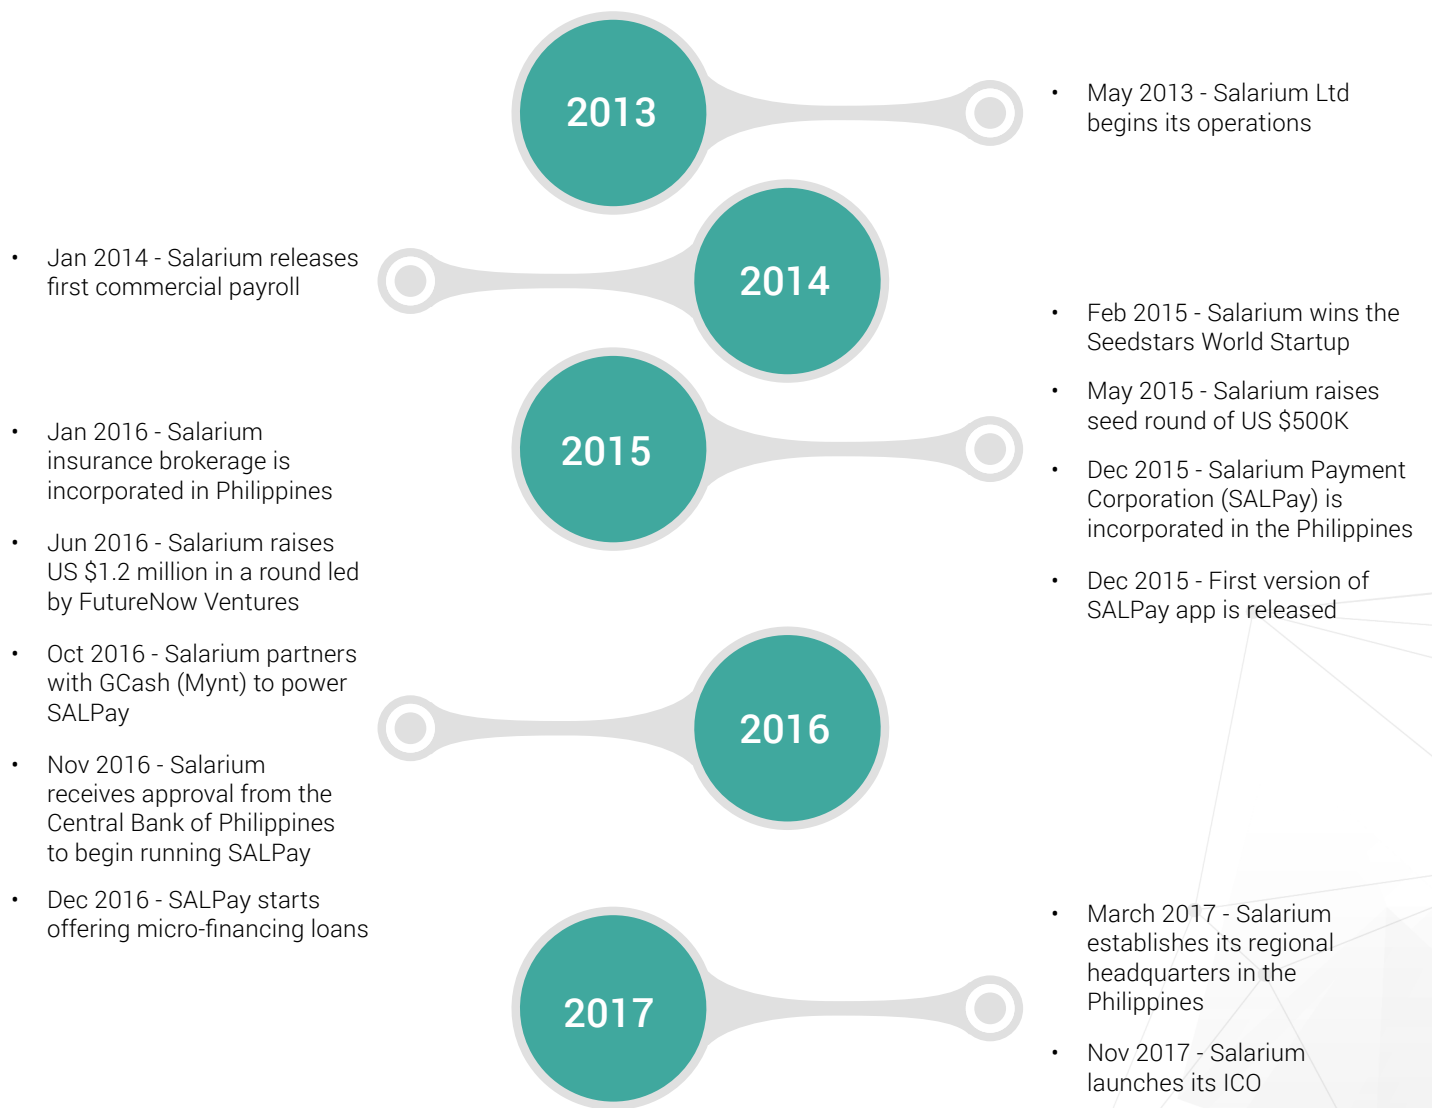 2013
• May 2013 - Salarium Ltd
begins its operations
2014
• Jan 2014 - Salarium releases
first commercial payroll
2015
• Feb 2015 - Salarium wins the
Seedstars World Startup
• May 2015 - Salarium raises
seed round of US $500K
• Dec 2015 - Salarium Payment
Corporation (SALPay) is
incorporated in the Philippines
• Dec 2015 - First version of
SALPay app is released
2016
• Jan 2016 - Salarium
insurance brokerage is
incorporated in Philippines
• Jun 2016 - Salarium raises
US $1.2 million in a round led
by FutureNow Ventures
• Oct 2016 - Salarium partners
with GCash (Mynt) to power
SALPay
• Nov 2016 - Salarium
receives approval from the
Central Bank of Philippines
to begin running SALPay
• Dec 2016 - SALPay starts
offering micro-financing loans
2017
• March 2017 - Salarium
establishes its regional
headquarters in the
Philippines
• Nov 2017 - Salarium
launches its ICO